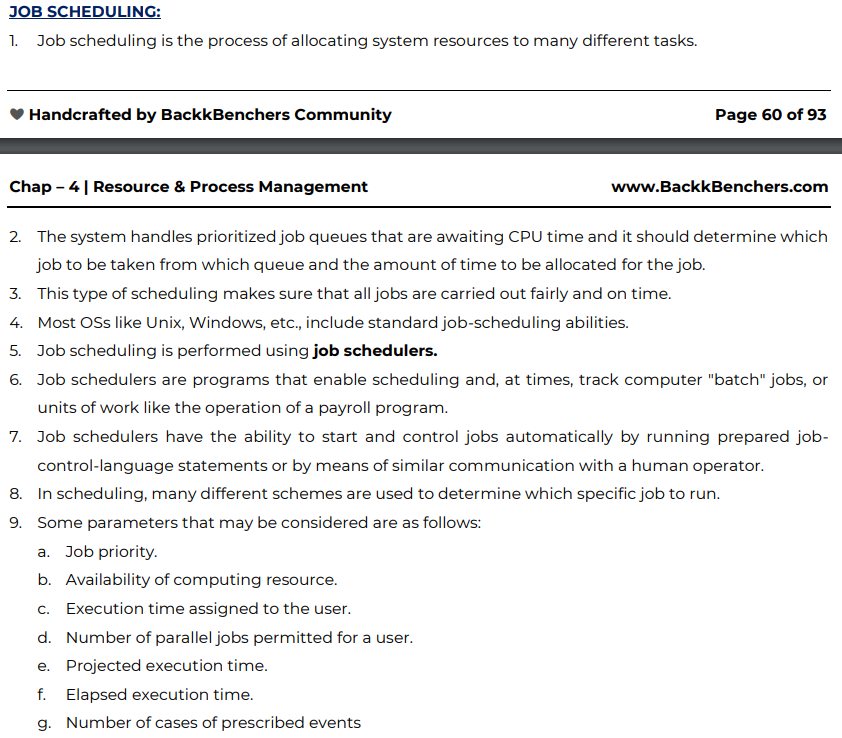 JOB SCHEDULING:
1. Job scheduling is the process of allocating system resources to many different tasks.
Handcrafted by BackkBenchers Community Page 60 of 93
Chap – 4 | Resource & Process Management www.BackkBenchers.com
2. The system handles prioritized job queues that are awaiting CPU time and it should determine which
job to be taken from which queue and the amount of time to be allocated for the job.
3. This type of scheduling makes sure that all jobs are carried out fairly and on time.
4. Most OSs like Unix, Windows, etc., include standard job-scheduling abilities.
5. Job scheduling is performed using job schedulers.
6. Job schedulers are programs that enable scheduling and, at times, track computer "batch" jobs, or
units of work like the operation of a payroll program.
7. Job schedulers have the ability to start and control jobs automatically by running prepared job-
control-language statements or by means of similar communication with a human operator.
8. In scheduling, many different schemes are used to determine which specific job to run.
9. Some parameters that may be considered are as follows:
a. Job priority.
b. Availability of computing resource.
c. Execution time assigned to the user.
d. Number of parallel jobs permitted for a user.
e. Projected execution time.
f. Elapsed execution time.
g. Number of cases of prescribed events